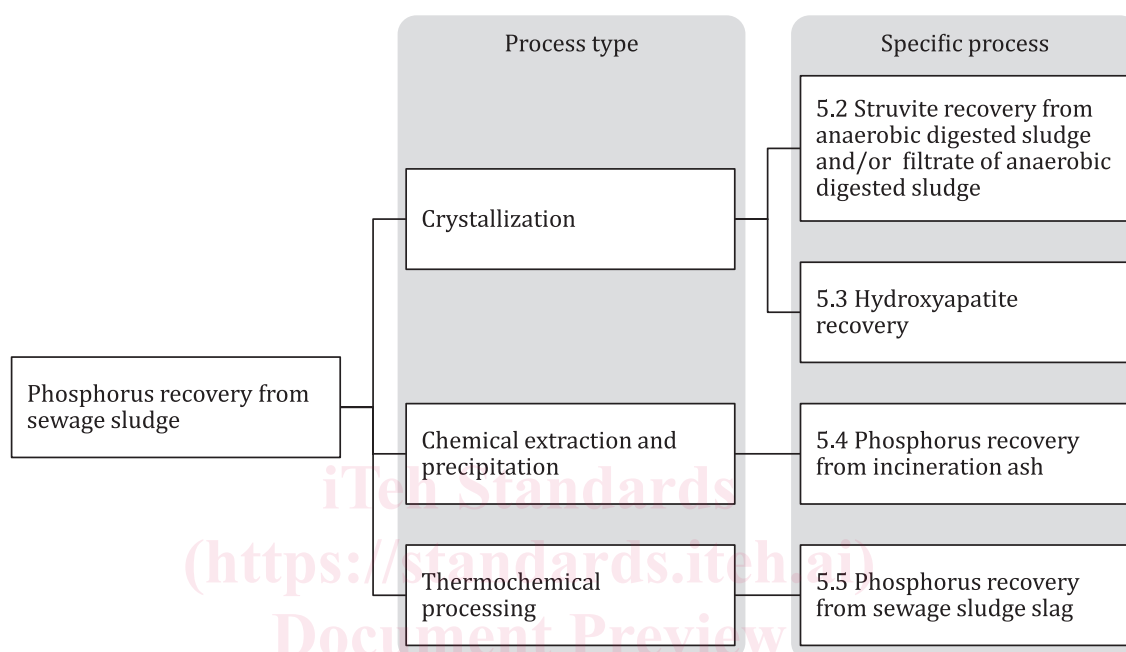 Process type
Specific process
5.2 Struvite recovery from
anaerobic digested sludge
and/or filtrate of anaerobic
digested sludge
Crystallization
5.3 Hydroxyapatite
recovery
Phosphorus recovery from
sewage sludge
Chemical extraction and
precipitation
5.4 Phosphorus recovery
from incineration ash
iTeh Standards
(https://standards.iteh.ai)
Thermochemical
processing
5.5 Phosphorus recovery
from sewage sludge slag
Document Preview